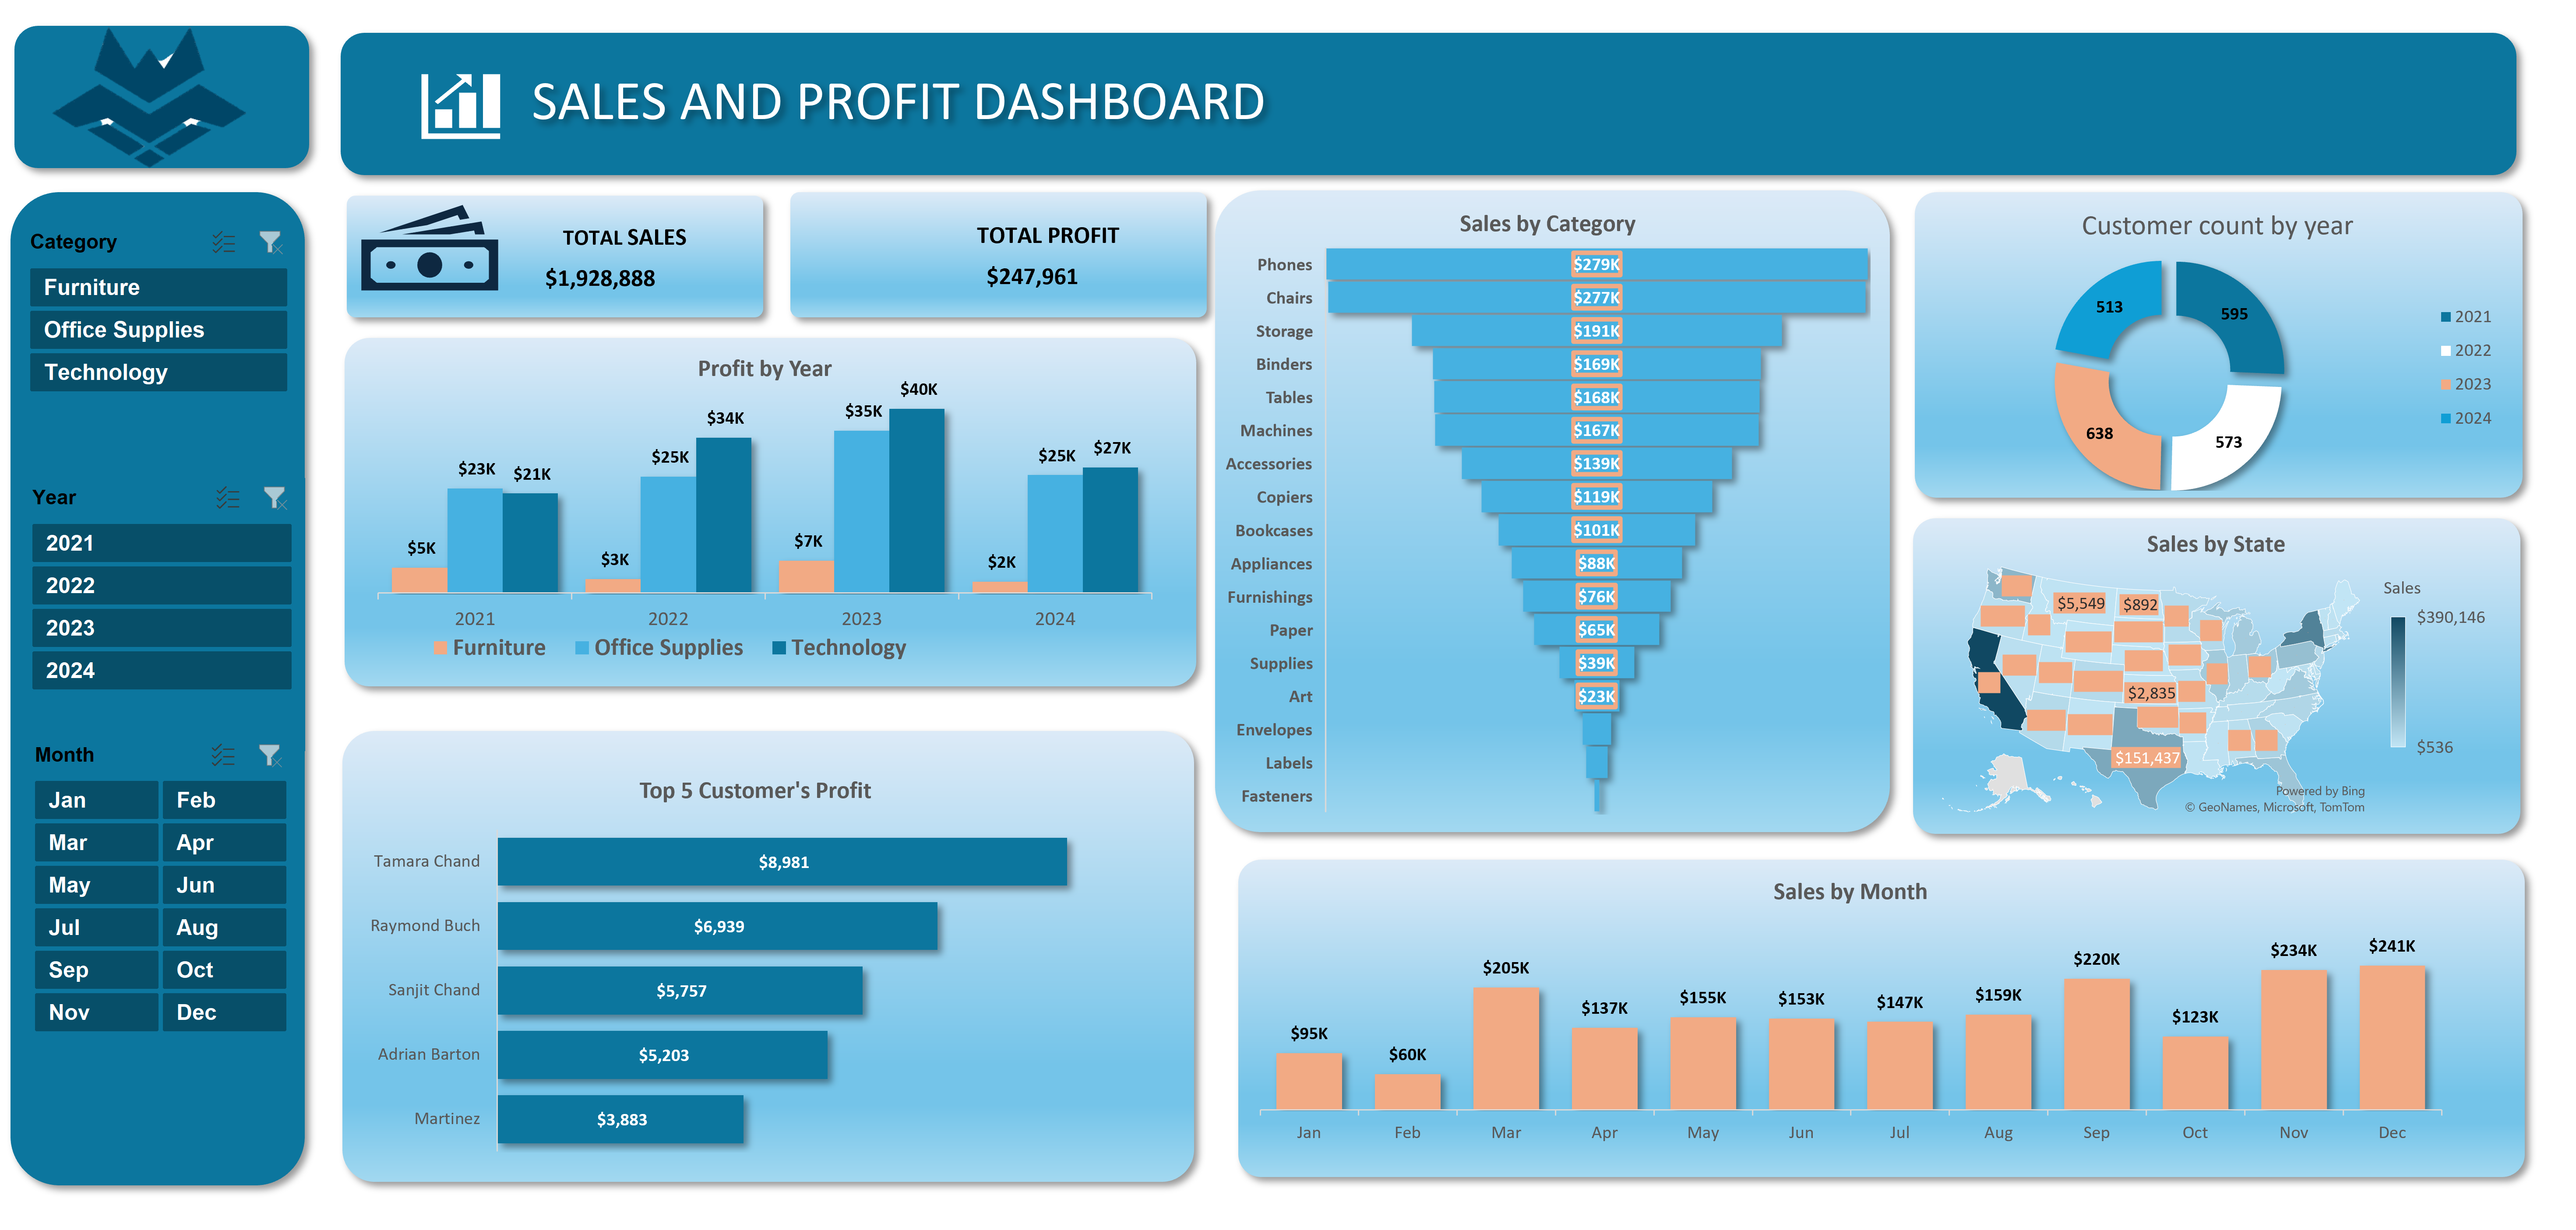 SALES AND PROFIT DASHBOARD
Category
Furniture
Office Supplies
Technology
Year
2021
2022
2023
2024
Month
Jan
Feb
Mar
Apr
May
Jun
Jul
Aug
Sep
Oct
Nov
Dec
TOTAL SALES
$1,928,888
TOTAL PROFIT
$247,961
Profit by Year
$5K
$23K
$21K
$3K
$25K
$34K
$7K
$35K
$40K
$2K
$25K
$27K
2021
2022
2023
2024
Furniture
Office Supplies
Technology
Top 5 Customer's Profit
Tamara Chand $8,981
Raymond Buch $6,939
Sanjit Chand $5,757
Adrian Barton $5,203
Martinez $3,883
Sales by Category
Phones $279K
Chairs $277K
Storage $191K
Binders $169K
Tables $168K
Machines $167K
Accessories $139K
Copiers $119K
Bookcases $101K
Appliances $88K
Furnishings $76K
Paper $65K
Supplies $39K
Art $23K
Envelopes
Labels
Fasteners
Customer count by year
513
595
638
573
2021
2022
2023
2024
Sales by State
$5,549
$892
$2,835
$151,437
Sales
$390,146
$536
Powered by Bing
© GeoNames, Microsoft, TomTom
Sales by Month
$95K
$60K
$205K
$137K
$155K
$153K
$147K
$159K
$220K
$123K
$234K
$241K
Jan
Feb
Mar
Apr
May
Jun
Jul
Aug
Sep
Oct
Nov
Dec